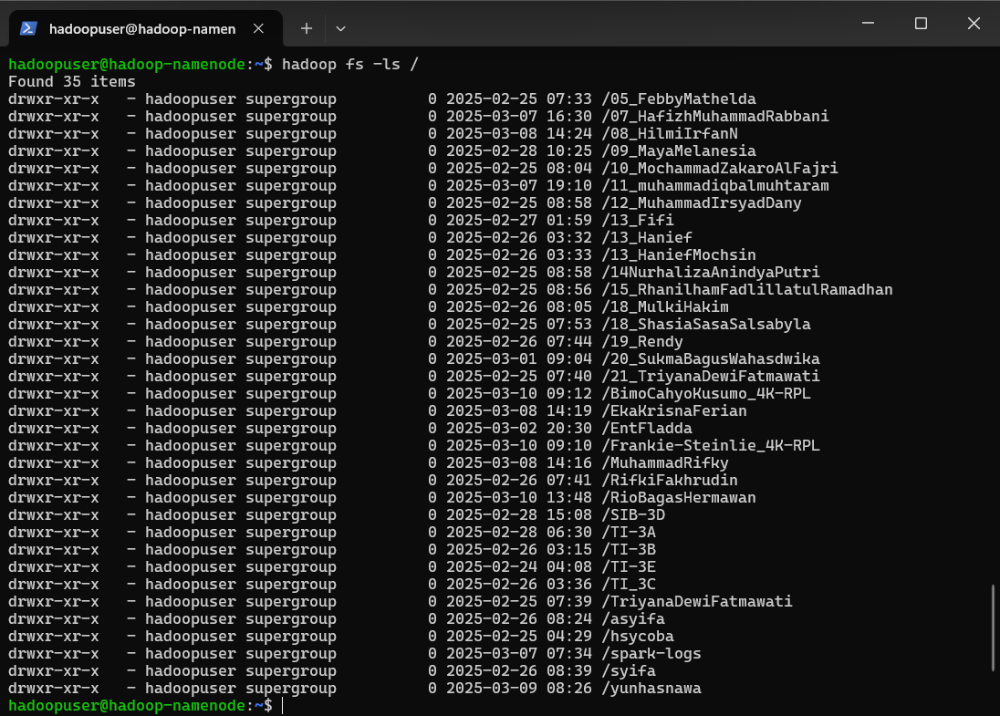 hadoopuser@hadoop-namen
hadoopuser@hadoop-namenode:~$ hadoop fs -ls /
Found 35 items
drwxr-xr-x   - hadoopuser supergroup          0 2025-02-25 07:33 /05_FebbyMathelda
drwxr-xr-x   - hadoopuser supergroup          0 2025-03-07 16:30 /07_HafizhMuhammadRabbani
drwxr-xr-x   - hadoopuser supergroup          0 2025-03-08 14:24 /08_HilmiIrfanN
drwxr-xr-x   - hadoopuser supergroup          0 2025-02-28 10:25 /09_MayaMelanesia
drwxr-xr-x   - hadoopuser supergroup          0 2025-02-25 08:04 /10_MochammadZakaroAlFajri
drwxr-xr-x   - hadoopuser supergroup          0 2025-03-07 19:10 /11_muhammadiqbalmuhtaram
drwxr-xr-x   - hadoopuser supergroup          0 2025-02-25 08:58 /12_MuhammadIrsyadDany
drwxr-xr-x   - hadoopuser supergroup          0 2025-02-27 01:59 /13_Fifi
drwxr-xr-x   - hadoopuser supergroup          0 2025-02-26 03:32 /13_Hanief
drwxr-xr-x   - hadoopuser supergroup          0 2025-02-26 03:33 /13_HaniefMochsin
drwxr-xr-x   - hadoopuser supergroup          0 2025-02-25 08:58 /14NurhalizaAnindyaPutri
drwxr-xr-x   - hadoopuser supergroup          0 2025-02-25 08:56 /15_RhanilhamFadlillatulRamadhan
drwxr-xr-x   - hadoopuser supergroup          0 2025-02-26 08:05 /18_MulkiHakim
drwxr-xr-x   - hadoopuser supergroup          0 2025-02-25 07:53 /18_ShasiaSasaSalsabyla
drwxr-xr-x   - hadoopuser supergroup          0 2025-02-26 07:44 /19_Rendy
drwxr-xr-x   - hadoopuser supergroup          0 2025-03-01 09:04 /20_SukmaBagusWahasdwika
drwxr-xr-x   - hadoopuser supergroup          0 2025-02-25 07:40 /21_TriyanaDewiFatmawati
drwxr-xr-x   - hadoopuser supergroup          0 2025-03-10 09:12 /BimoCahyoKusumo_4K-RPL
drwxr-xr-x   - hadoopuser supergroup          0 2025-03-08 14:19 /EkaKrisnaFerian
drwxr-xr-x   - hadoopuser supergroup          0 2025-03-02 20:30 /EntFladda
drwxr-xr-x   - hadoopuser supergroup          0 2025-03-10 09:10 /Frankie-Steinlie_4K-RPL
drwxr-xr-x   - hadoopuser supergroup          0 2025-03-08 14:16 /MuhammadRifky
drwxr-xr-x   - hadoopuser supergroup          0 2025-02-26 07:41 /RifkiFakhrudin
drwxr-xr-x   - hadoopuser supergroup          0 2025-03-10 13:48 /RioBagasHermawan
drwxr-xr-x   - hadoopuser supergroup          0 2025-02-28 15:08 /SIB-3D
drwxr-xr-x   - hadoopuser supergroup          0 2025-02-28 06:30 /TI-3A
drwxr-xr-x   - hadoopuser supergroup          0 2025-02-26 03:15 /TI-3B
drwxr-xr-x   - hadoopuser supergroup          0 2025-02-24 04:08 /TI-3E
drwxr-xr-x   - hadoopuser supergroup          0 2025-02-26 03:36 /TI_3C
drwxr-xr-x   - hadoopuser supergroup          0 2025-02-25 07:39 /TriyanaDewiFatmawati
drwxr-xr-x   - hadoopuser supergroup          0 2025-02-26 08:24 /asyifa
drwxr-xr-x   - hadoopuser supergroup          0 2025-02-25 04:29 /hsycoba
drwxr-xr-x   - hadoopuser supergroup          0 2025-03-07 07:34 /spark-logs
drwxr-xr-x   - hadoopuser supergroup          0 2025-02-26 08:39 /syifa
drwxr-xr-x   - hadoopuser supergroup          0 2025-03-09 08:26 /yunhasnawa
hadoopuser@hadoop-namenode:~$